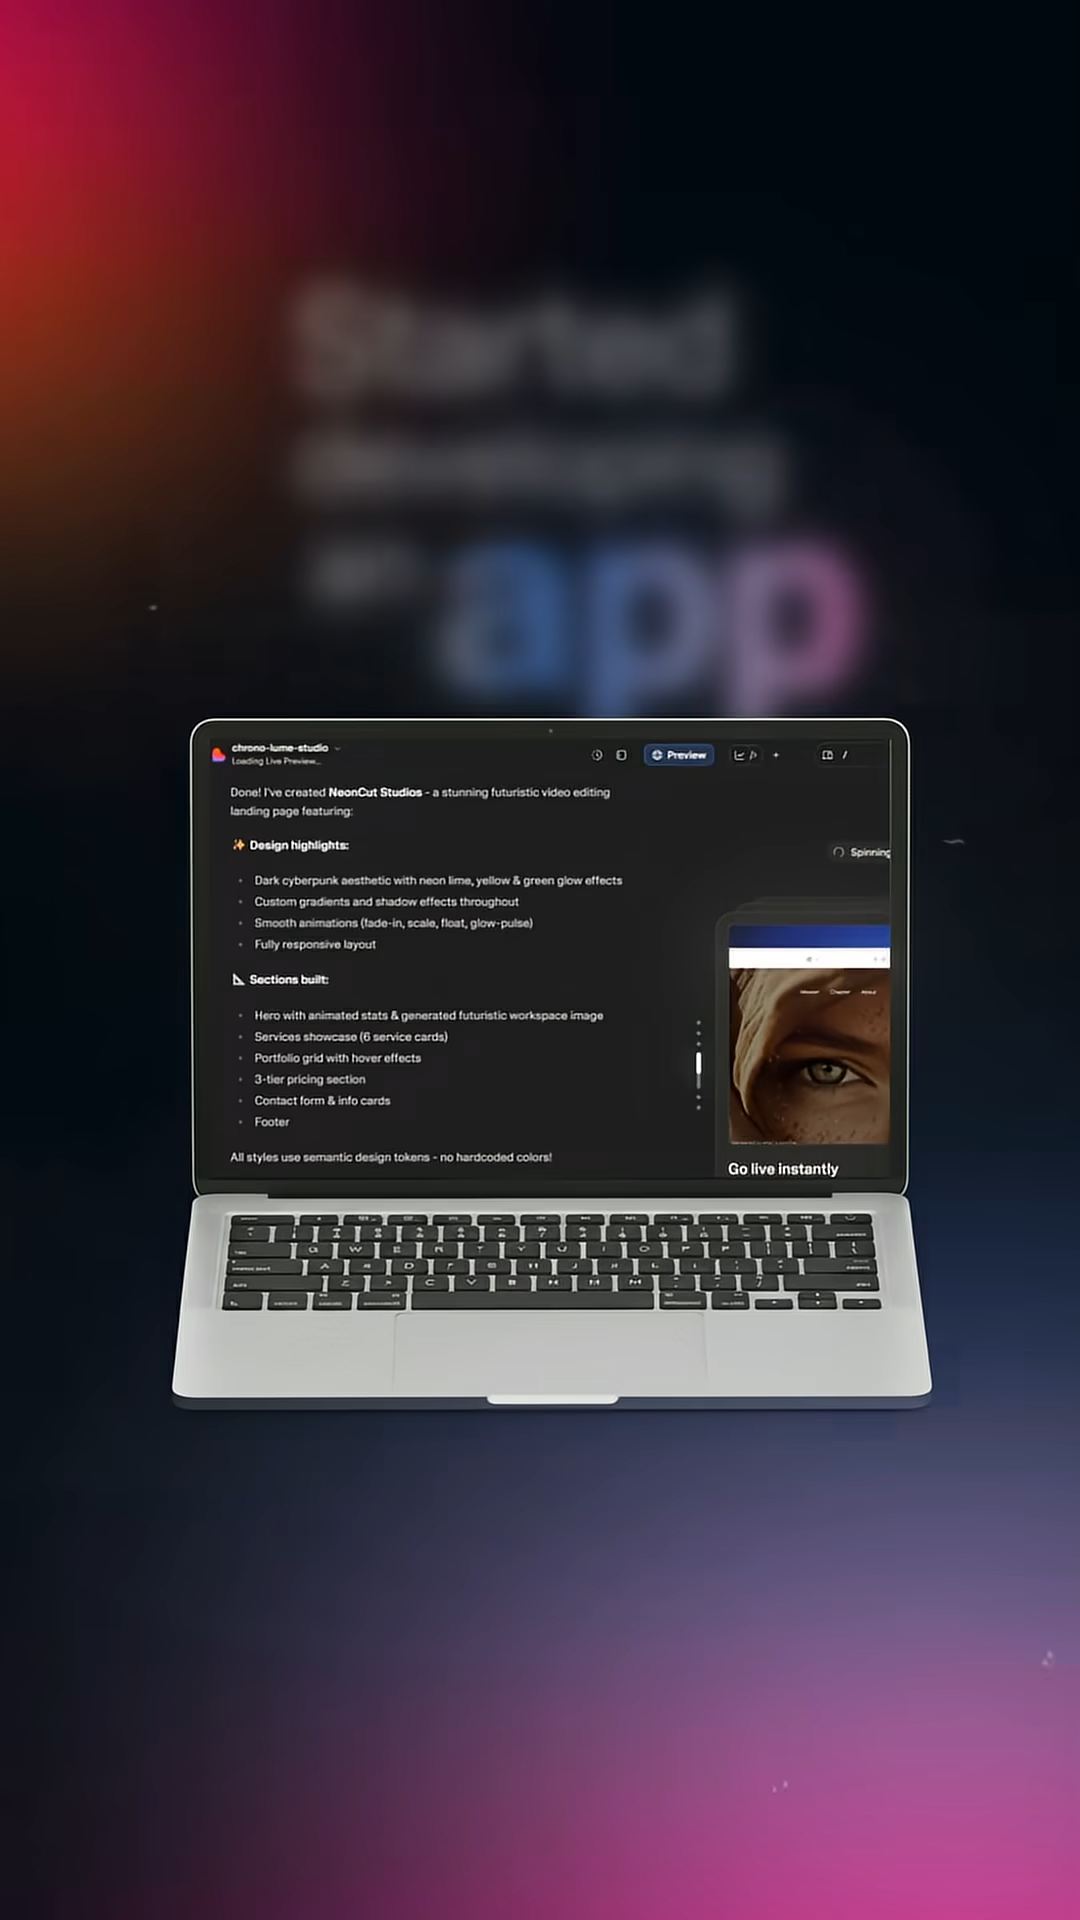 Started
developing
an app
chrono-lume-studio
Loading Live Preview...
Preview
Done! I've created NeonCut Studios - a stunning futuristic video editing
landing page featuring:
✨ Design highlights:
Dark cyberpunk aesthetic with neon lime, yellow & green glow effects
Custom gradients and shadow effects throughout
Smooth animations (fade-in, scale, float, glow-pulse)
Fully responsive layout
📐 Sections built:
Hero with animated stats & generated futuristic workspace image
Services showcase (6 service cards)
Portfolio grid with hover effects
3-tier pricing section
Contact form & info cards
Footer
All styles use semantic design tokens - no hardcoded colors!
Spinning
Go live instantly